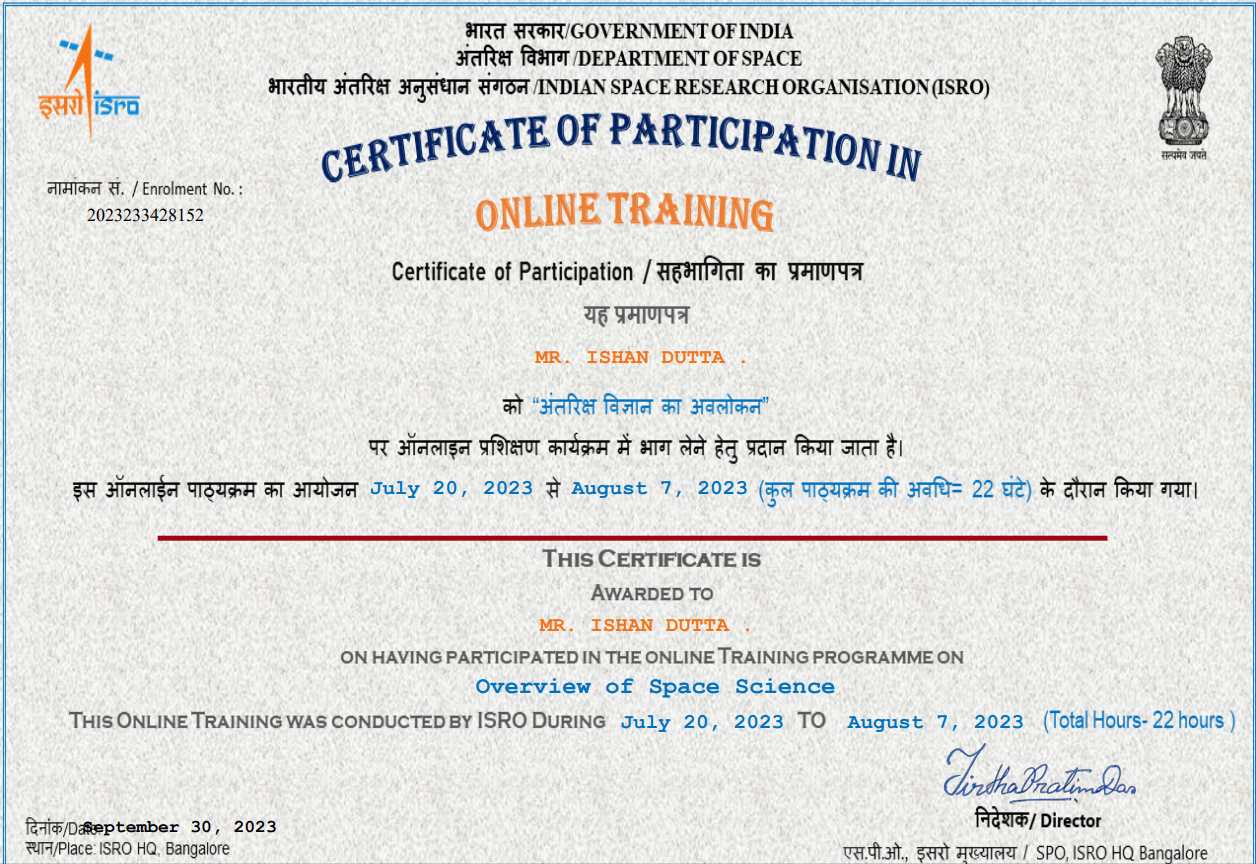 भारत सरकार/GOVERNMENT OF INDIA
अंतरिक्ष विभाग /DEPARTMENT OF SPACE
भारतीय अंतरिक्ष अनुसंधान संगठन /INDIAN SPACE RESEARCH ORGANISATION (ISRO)
इसरो isro
सत्यमेव जयते
CERTIFICATE OF PARTICIPATION IN
नामांकन सं. / Enrolment No. :
2023233428152
ONLINE TRAINING
Certificate of Participation / सहभागिता का प्रमाणपत्र
यह प्रमाणपत्र
MR. ISHAN DUTTA .
को “अंतरिक्ष विज्ञान का अवलोकन”
पर ऑनलाइन प्रशिक्षण कार्यक्रम में भाग लेने हेतु प्रदान किया जाता है।
इस ऑनलाईन पाठ्यक्रम का आयोजन July 20, 2023 से August 7, 2023 (कुल पाठ्यक्रम की अवधि= 22 घंटे) के दौरान किया गया।
THIS CERTIFICATE IS
AWARDED TO
MR. ISHAN DUTTA .
ON HAVING PARTICIPATED IN THE ONLINE TRAINING PROGRAMME ON
Overview of Space Science
THIS ONLINE TRAINING WAS CONDUCTED BY ISRO DURING July 20, 2023 TO August 7, 2023 (Total Hours- 22 hours )
TirthaPratimDas
निदेशक/ Director
एस.पी.ओ., इसरो मुख्यालय / SPO, ISRO HQ Bangalore
दिनांक/Date: September 30, 2023
स्थान/Place: ISRO HQ, Bangalore